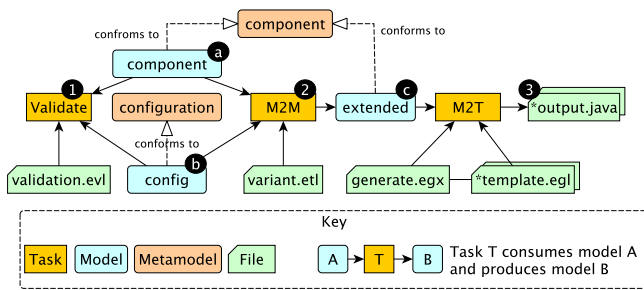 component
confroms to
conforms to
component
a
1
2
c
3
Validate
configuration
M2M
extended
M2T
*output.java
conforms to
b
validation.evl
config
variant.etl
generate.egx
*template.egl
Key
Task
Model
Metamodel
File
A
T
B
Task T consumes model A
and produces model B